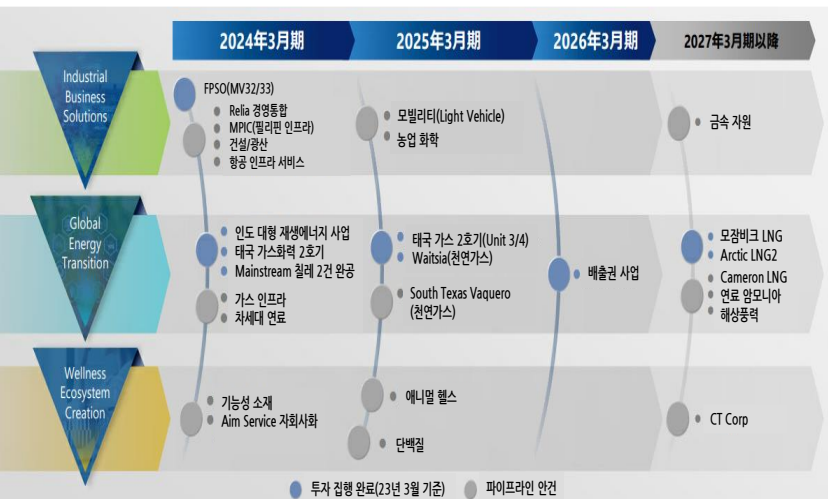 2024年3月期
2025年3月期
2026年3月期
2027年3月期以降
Industrial
Business
Solutions
FPSO(MV32/33)
Relia 경영통합
MPIC(필리핀 인프라)
건설/광산
항공 인프라 서비스
모빌리티(Light Vehicle)
농업 화학
금속 자원
Global
Energy
Transition
인도 대형 재생에너지 사업
태국 가스화력 2호기
Mainstream 칠레 2건 완공
가스 인프라
차세대 연료
태국 가스 2호기(Unit 3/4)
Waitsia(천연가스)
South Texas Vaquero
(천연가스)
배출권 사업
모잠비크 LNG
Arctic LNG2
Cameron LNG
연료 암모니아
해상풍력
Wellness
Ecosystem
Creation
기능성 소재
Aim Service 자회사화
애니멀 헬스
단백질
CT Corp
투자 집행 완료(23년 3월 기준)
파이프라인 안건